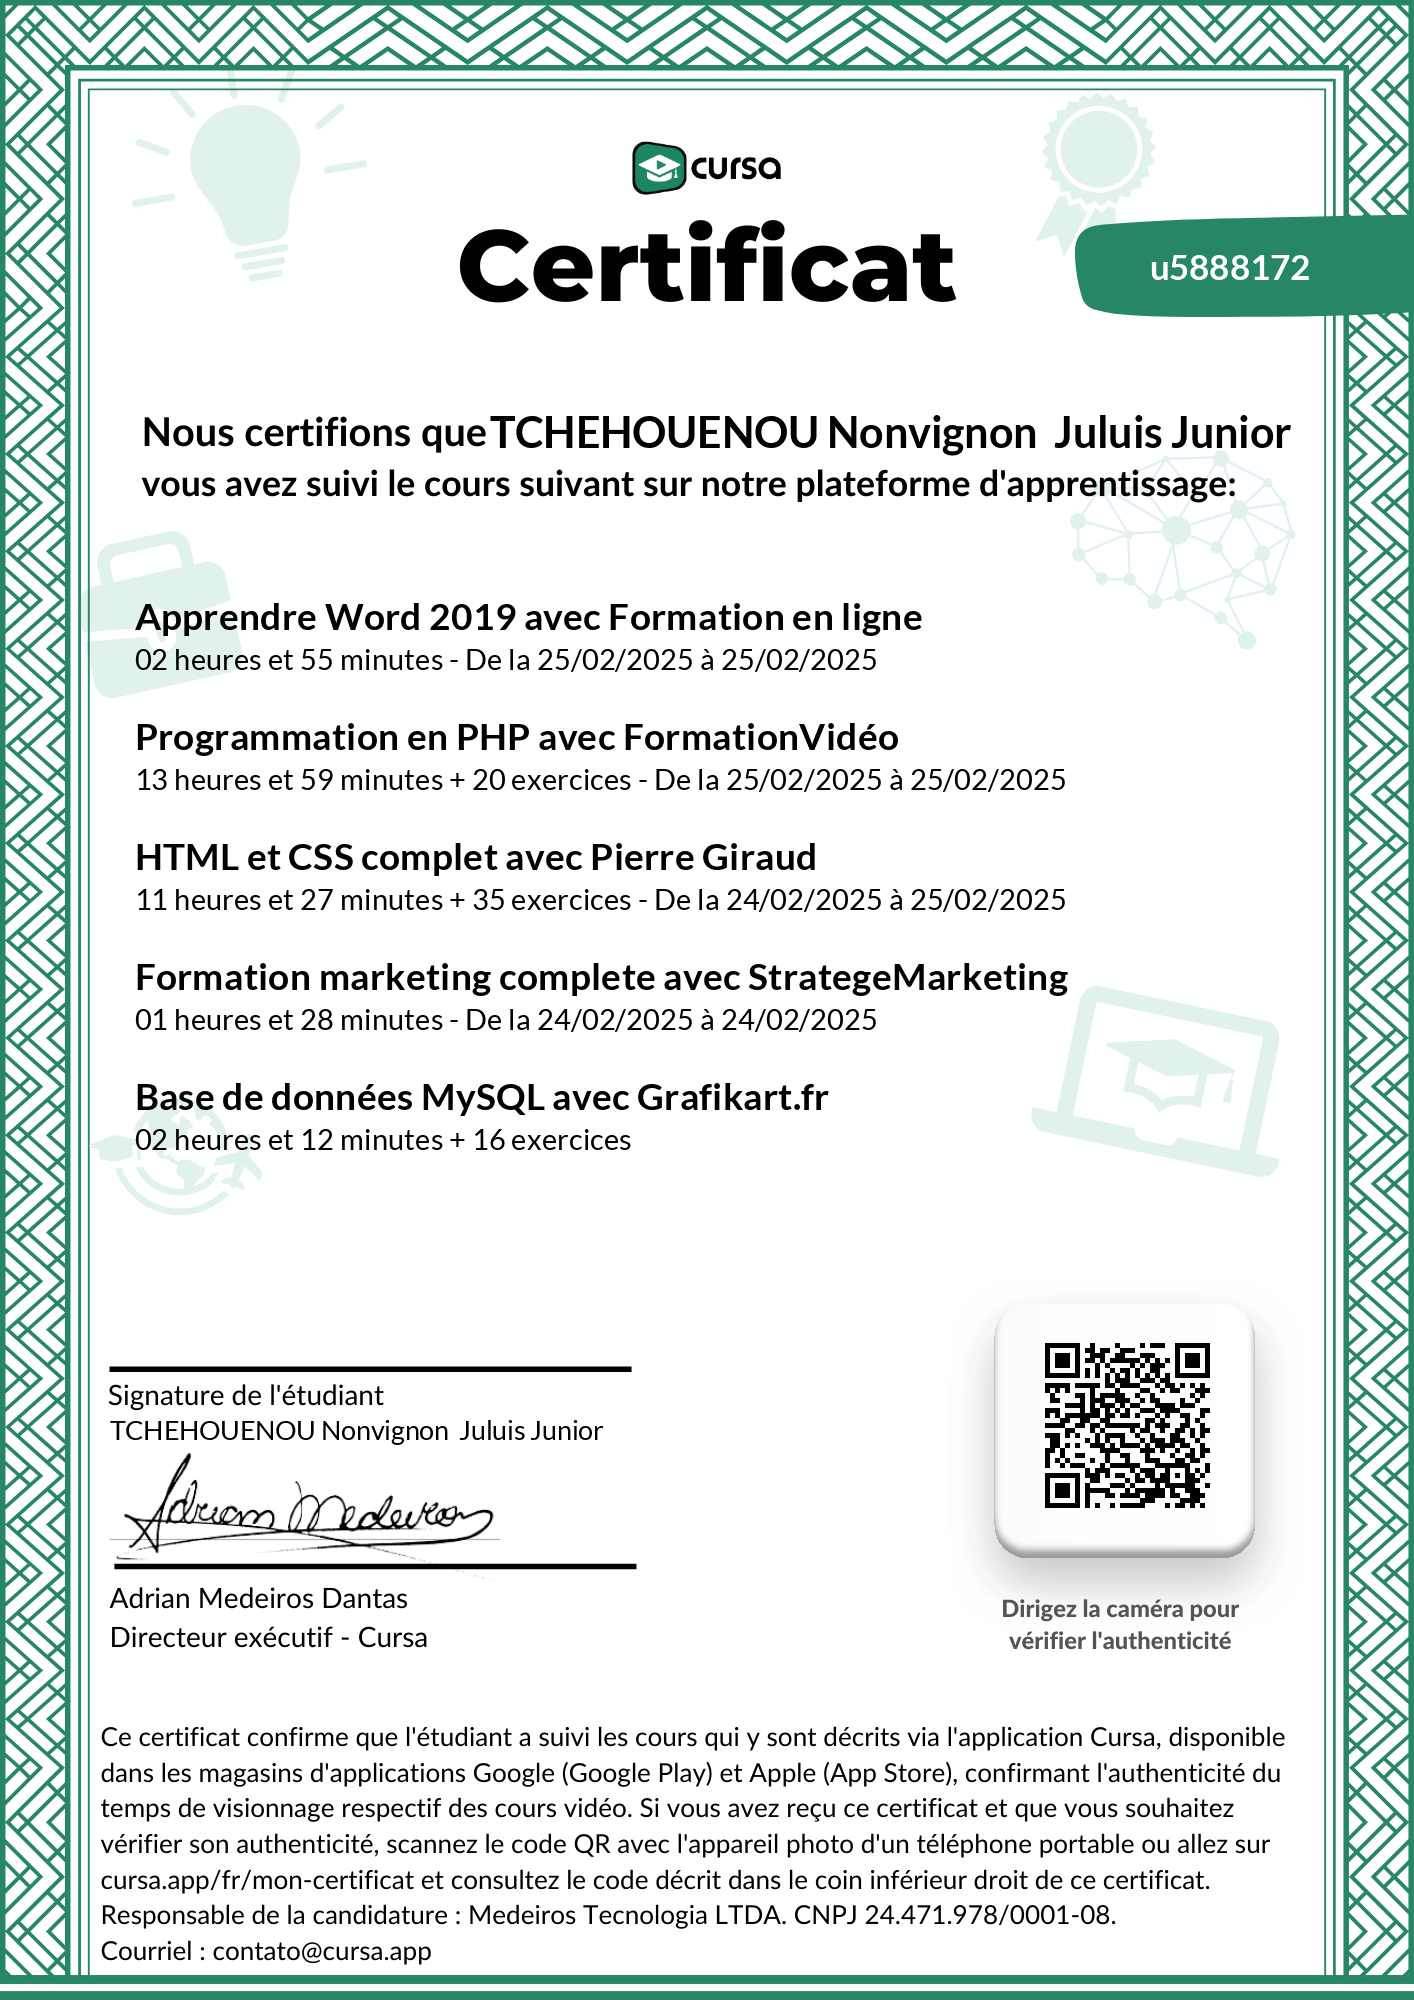 cursa
Certificat
u5888172
Nous certifions que TCHEHOUENOU Nonvignon Juluis Junior
vous avez suivi le cours suivant sur notre plateforme d'apprentissage:
Apprendre Word 2019 avec Formation en ligne
02 heures et 55 minutes - De la 25/02/2025 à 25/02/2025
Programmation en PHP avec FormationVidéo
13 heures et 59 minutes + 20 exercices - De la 25/02/2025 à 25/02/2025
HTML et CSS complet avec Pierre Giraud
11 heures et 27 minutes + 35 exercices - De la 24/02/2025 à 25/02/2025
Formation marketing complete avec StrategeMarketing
01 heures et 28 minutes - De la 24/02/2025 à 24/02/2025
Base de données MySQL avec Grafikart.fr
02 heures et 12 minutes + 16 exercices
Signature de l'étudiant
TCHEHOUENOU Nonvignon Juluis Junior
Adrian Medeiros
Adrian Medeiros Dantas
Directeur exécutif - Cursa
Dirigez la caméra pour
vérifier l'authenticité
Ce certificat confirme que l'étudiant a suivi les cours qui y sont décrits via l'application Cursa, disponible
dans les magasins d'applications Google (Google Play) et Apple (App Store), confirmant l'authenticité du
temps de visionnage respectif des cours vidéo. Si vous avez reçu ce certificat et que vous souhaitez
vérifier son authenticité, scannez le code QR avec l'appareil photo d'un téléphone portable ou allez sur
cursa.app/fr/mon-certificat et consultez le code décrit dans le coin inférieur droit de ce certificat.
Responsable de la candidature : Medeiros Tecnologia LTDA. CNPJ 24.471.978/0001-08.
Courriel : contato@cursa.app